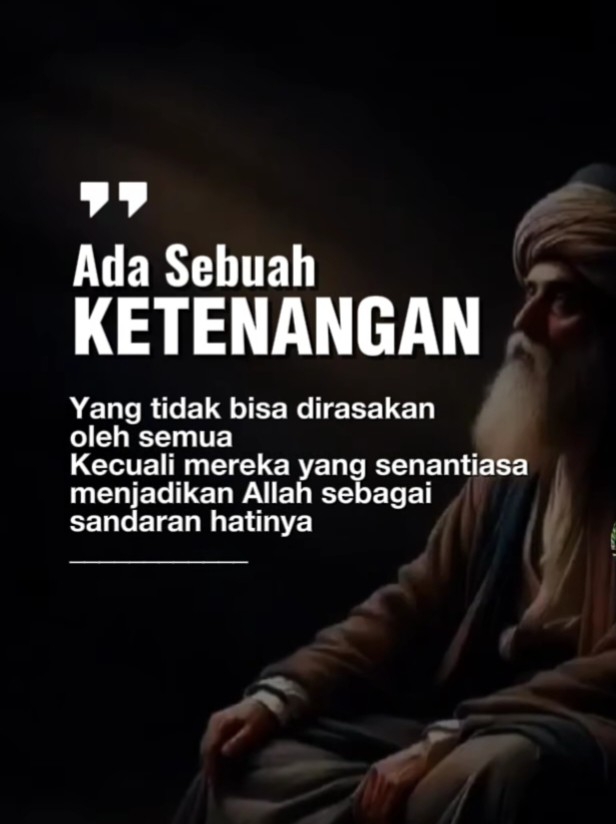 ”
Ada Sebuah
KETENANGAN
Yang tidak bisa dirasakan
oleh semua
Kecuali mereka yang senantiasa
menjadikan Allah sebagai
sandaran hatinya